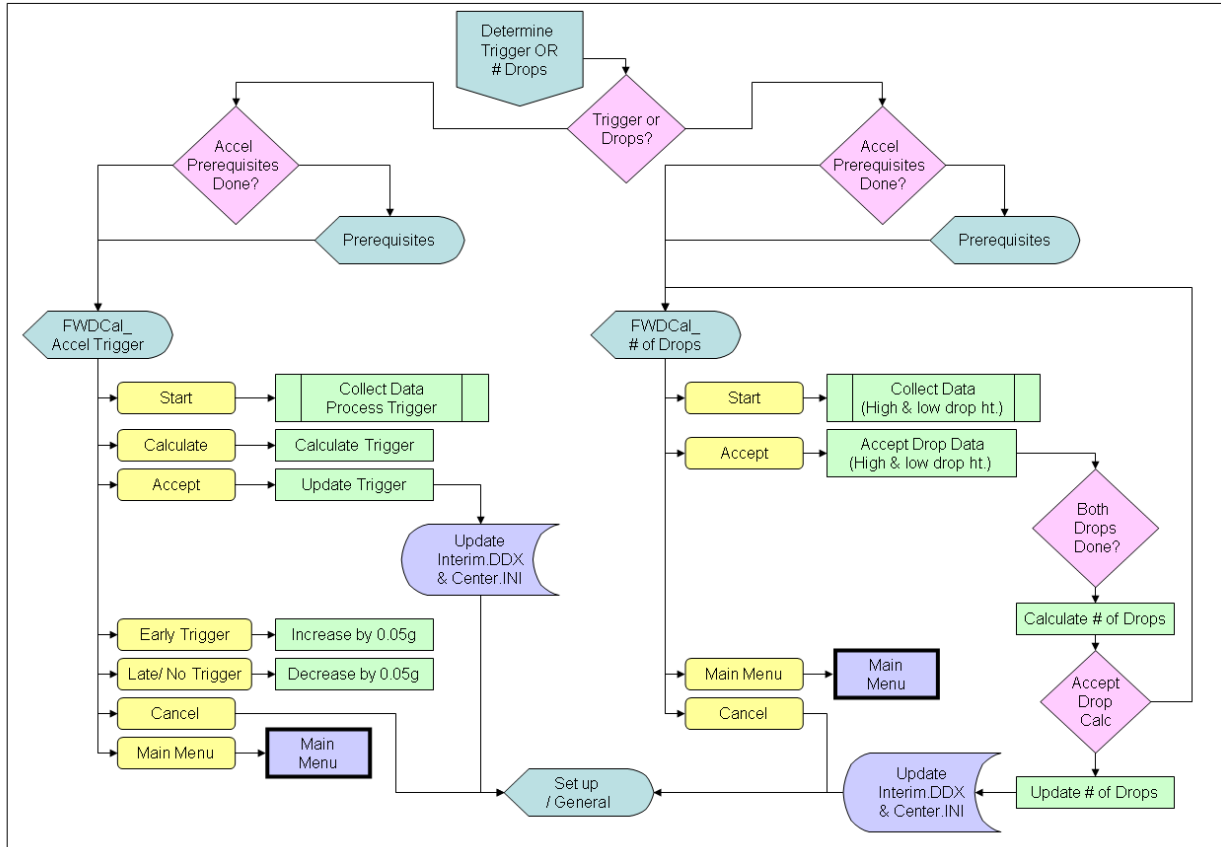 Determine
Trigger OR
# Drops
Trigger or
Drops?
Accel
Prerequisites
Done?
Prerequisites
Accel
Prerequisites
Done?
Prerequisites
FWDCal_
Accel Trigger
Start
Collect Data
Process Trigger
Calculate
Calculate Trigger
Accept
Update Trigger
Update
Interim.DDX
& Center.INI
Early Trigger
Increase by 0.05g
Late/ No Trigger
Decrease by 0.05g
Cancel
Main Menu
Main
Menu
FWDCal_
# of Drops
Start
Collect Data
(High & low drop ht.)
Accept
Accept Drop Data
(High & low drop ht.)
Both
Drops
Done?
Calculate # of Drops
Accept
Drop
Calc
Main Menu
Main
Menu
Cancel
Update # of Drops
Update
Interim.DDX
& Center.INI
Set up
/ General